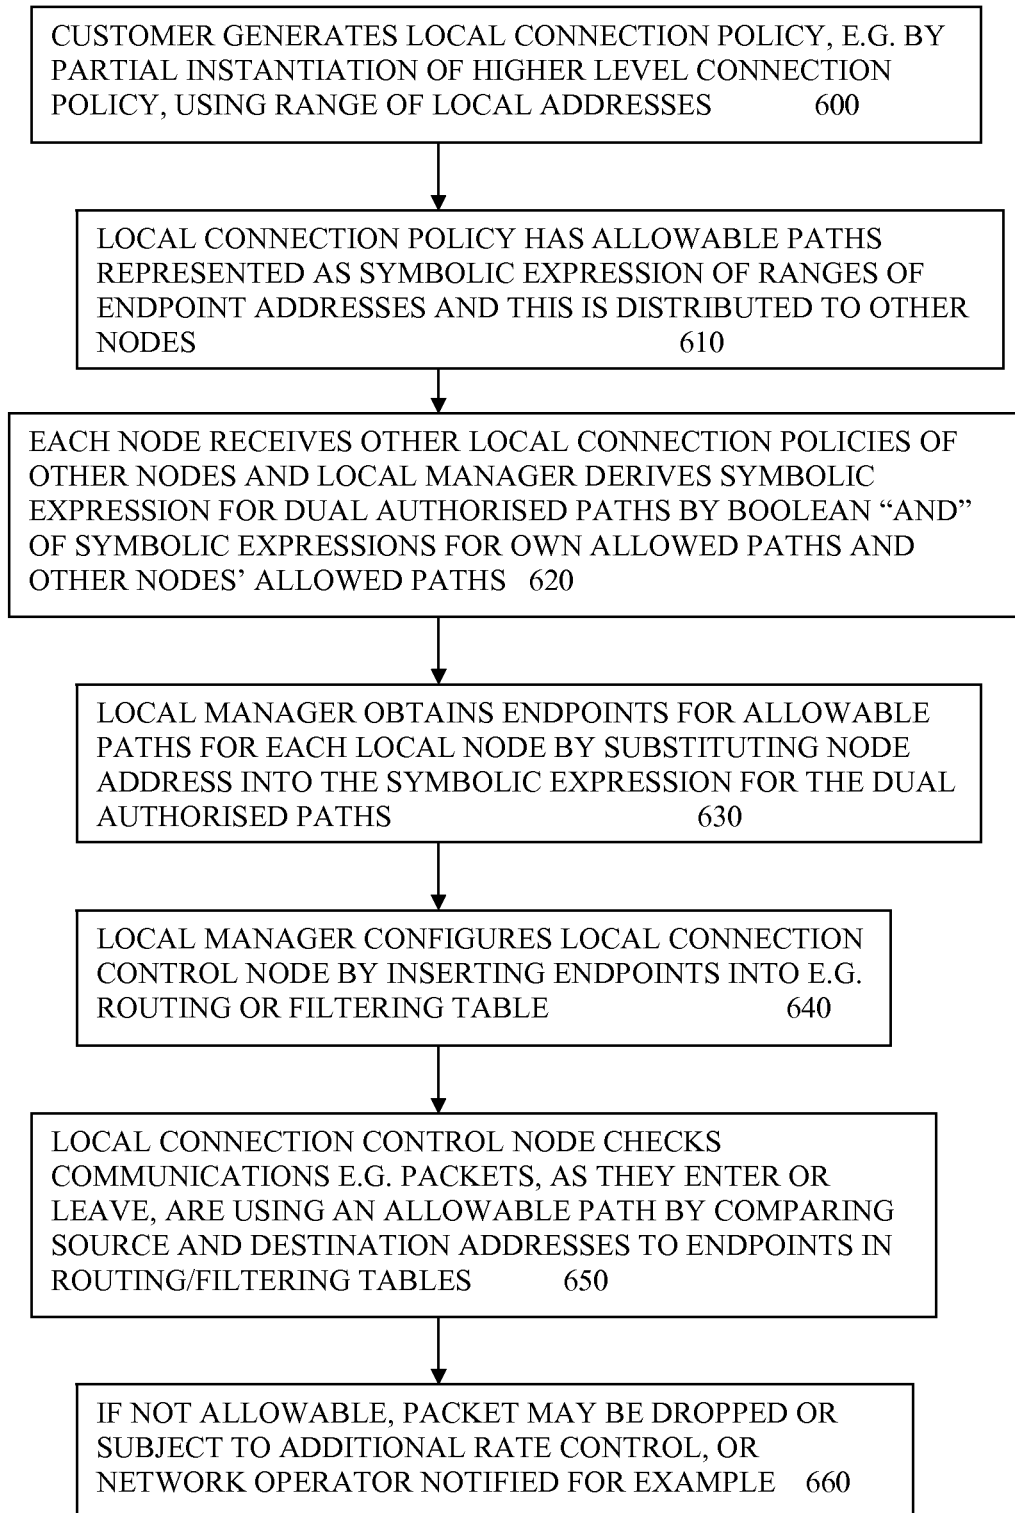 CUSTOMER GENERATES LOCAL CONNECTION POLICY, E.G. BY
PARTIAL INSTANTIATION OF HIGHER LEVEL CONNECTION
POLICY, USING RANGE OF LOCAL ADDRESSES 600
LOCAL CONNECTION POLICY HAS ALLOWABLE PATHS
REPRESENTED AS SYMBOLIC EXPRESSION OF RANGES OF
ENDPOINT ADDRESSES AND THIS IS DISTRIBUTED TO OTHER
NODES 610
EACH NODE RECEIVES OTHER LOCAL CONNECTION POLICIES OF
OTHER NODES AND LOCAL MANAGER DERIVES SYMBOLIC
EXPRESSION FOR DUAL AUTHORISED PATHS BY BOOLEAN “AND”
OF SYMBOLIC EXPRESSIONS FOR OWN ALLOWED PATHS AND
OTHER NODES’ ALLOWED PATHS 620
LOCAL MANAGER OBTAINS ENDPOINTS FOR ALLOWABLE
PATHS FOR EACH LOCAL NODE BY SUBSTITUTING NODE
ADDRESS INTO THE SYMBOLIC EXPRESSION FOR THE DUAL
AUTHORISED PATHS 630
LOCAL MANAGER CONFIGURES LOCAL CONNECTION
CONTROL NODE BY INSERTING ENDPOINTS INTO E.G.
ROUTING OR FILTERING TABLE 640
LOCAL CONNECTION CONTROL NODE CHECKS
COMMUNICATIONS E.G. PACKETS, AS THEY ENTER OR
LEAVE, ARE USING AN ALLOWABLE PATH BY COMPARING
SOURCE AND DESTINATION ADDRESSES TO ENDPOINTS IN
ROUTING/FILTERING TABLES 650
IF NOT ALLOWABLE, PACKET MAY BE DROPPED OR
SUBJECT TO ADDITIONAL RATE CONTROL, OR
NETWORK OPERATOR NOTIFIED FOR EXAMPLE 660